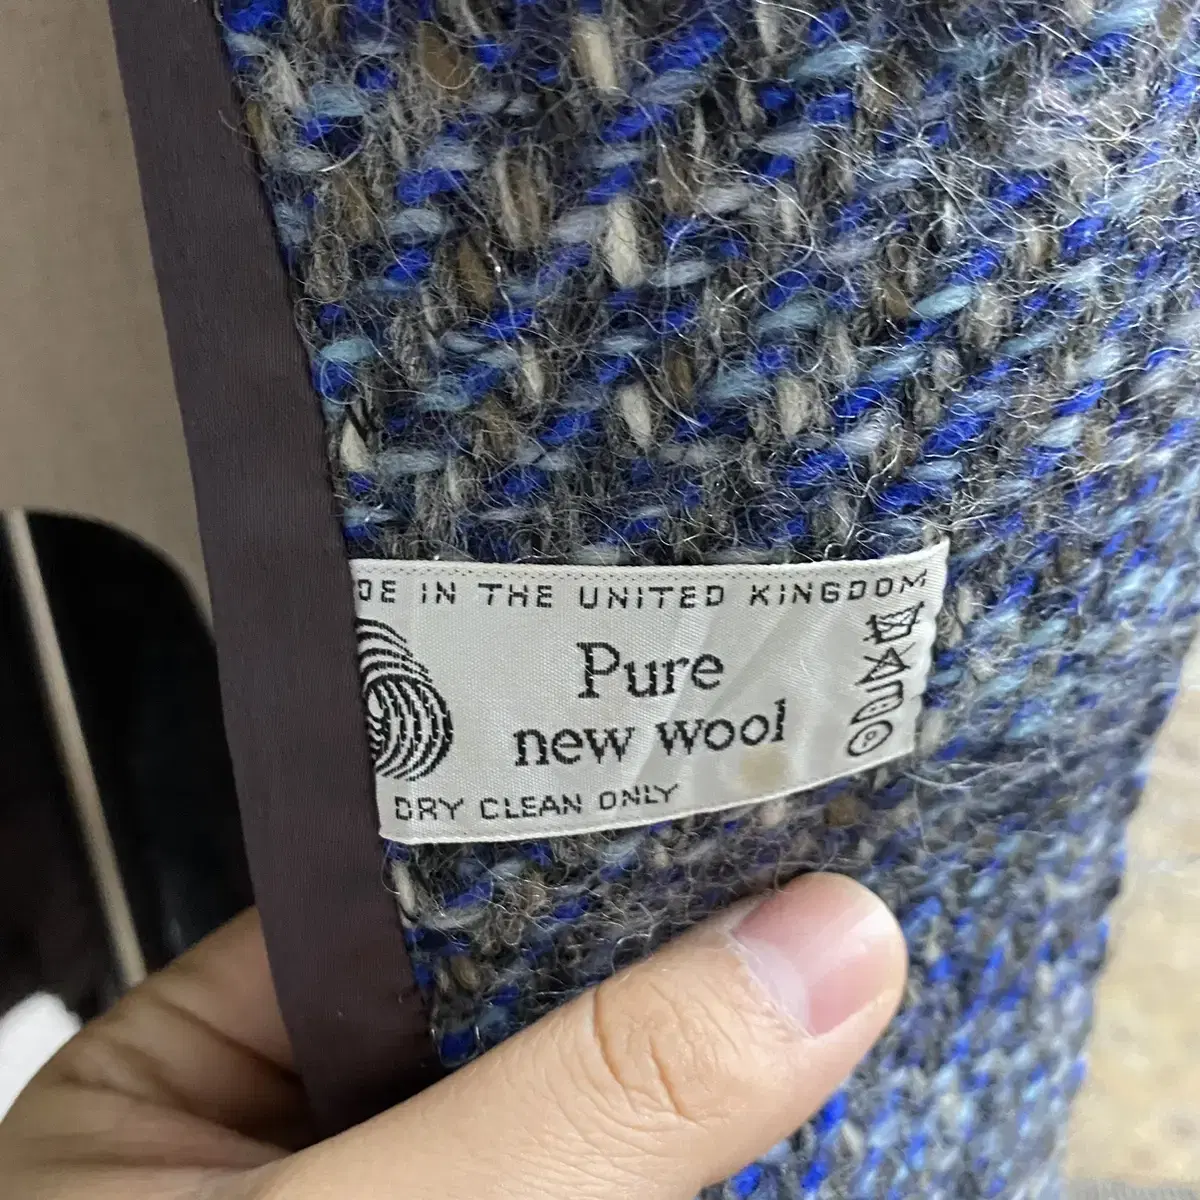 DE IN THE UNITED KINGDOM
Pure
new wool
DRY CLEAN ONLY
P